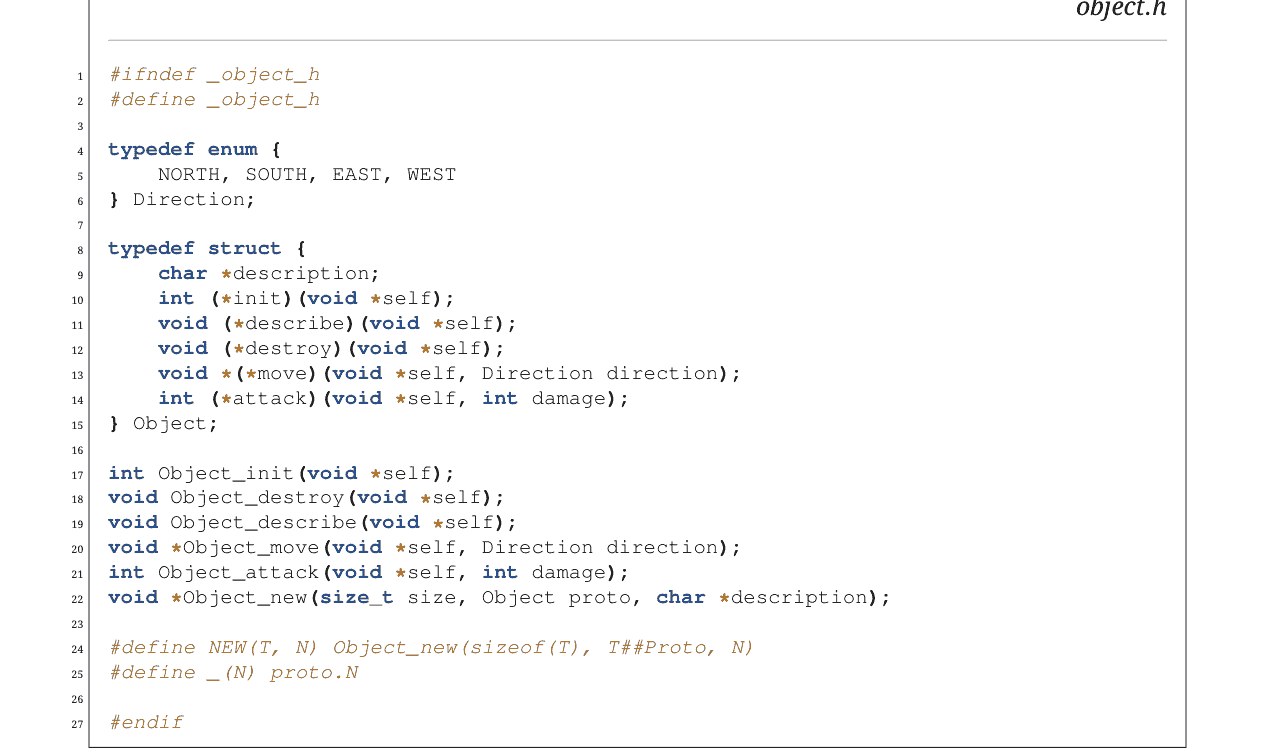 object.h
1 #ifndef _object_h
2 #define _object_h
3
4 typedef enum {
5     NORTH, SOUTH, EAST, WEST
6 } Direction;
7
8 typedef struct {
9     char *description;
10     int (*init)(void *self);
11     void (*describe)(void *self);
12     void (*destroy)(void *self);
13     void *(*move)(void *self, Direction direction);
14     int (*attack)(void *self, int damage);
15 } Object;
16
17 int Object_init(void *self);
18 void Object_destroy(void *self);
19 void Object_describe(void *self);
20 void *Object_move(void *self, Direction direction);
21 int Object_attack(void *self, int damage);
22 void *Object_new(size_t size, Object proto, char *description);
23
24 #define NEW(T, N) Object_new(sizeof(T), T##Proto, N)
25 #define _(N) proto.N
26
27 #endif